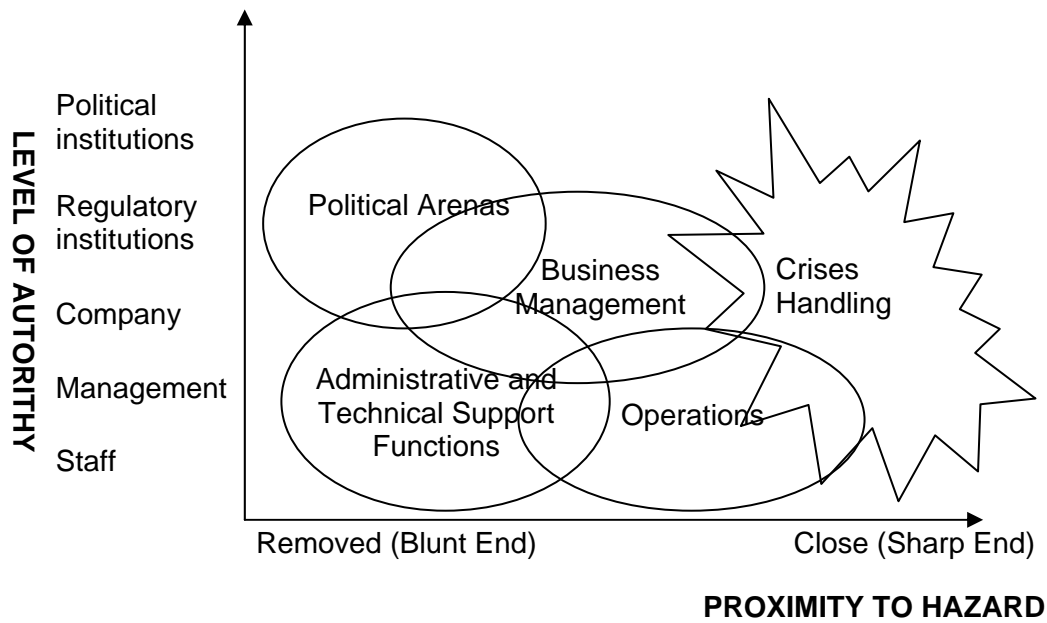 LEVEL OF AUTORITHY
Political
institutions
Regulatory
institutions
Company
Management
Staff
Political Arenas
Business
Management
Crises
Handling
Administrative and
Technical Support
Functions
Operations
Removed (Blunt End)
Close (Sharp End)
PROXIMITY TO HAZARD